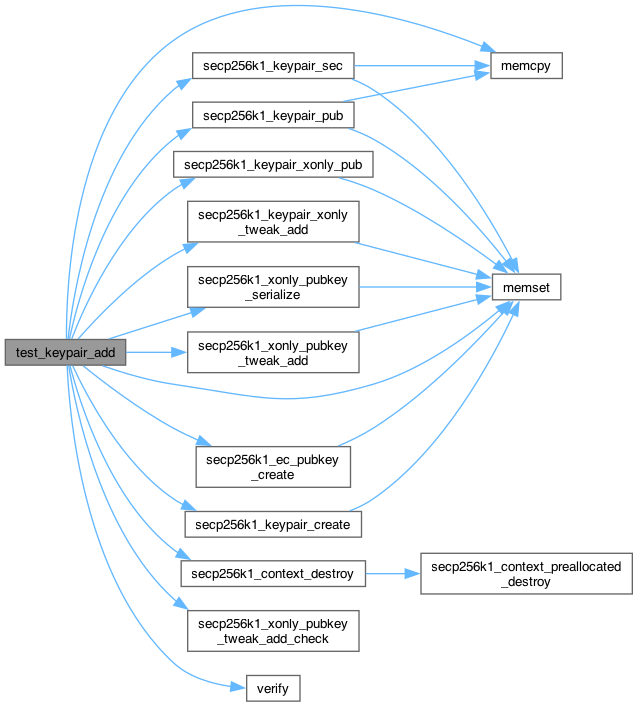 test_keypair_add
secp256k1_keypair_sec
memcpy
secp256k1_keypair_pub
secp256k1_keypair_xonly_pub
secp256k1_keypair_xonly
_tweak_add
secp256k1_xonly_pubkey
_serialize
memset
secp256k1_xonly_pubkey
_tweak_add
secp256k1_ec_pubkey
_create
secp256k1_keypair_create
secp256k1_context_destroy
secp256k1_context_preallocated
_destroy
secp256k1_xonly_pubkey
_tweak_add_check
verify